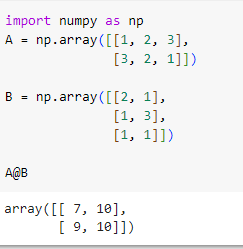 import numpy as np
A = np.array([[1, 2, 3],
[3, 2, 1]])
B = np.array([[2, 1],
[1, 3],
[1, 1]])
A@B
array([[ 7, 10],
[ 9, 10]])